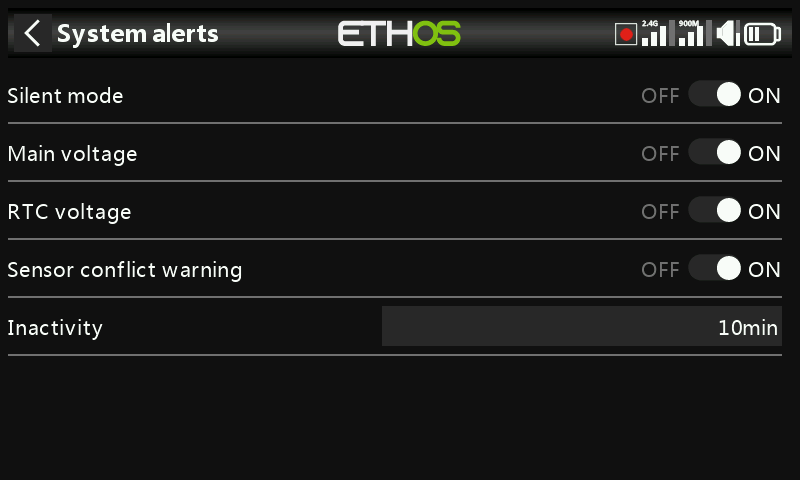 System alerts
ETHOS
2.4G
900M
Silent mode OFF ON
Main voltage OFF ON
RTC voltage OFF ON
Sensor conflict warning OFF ON
Inactivity 10min